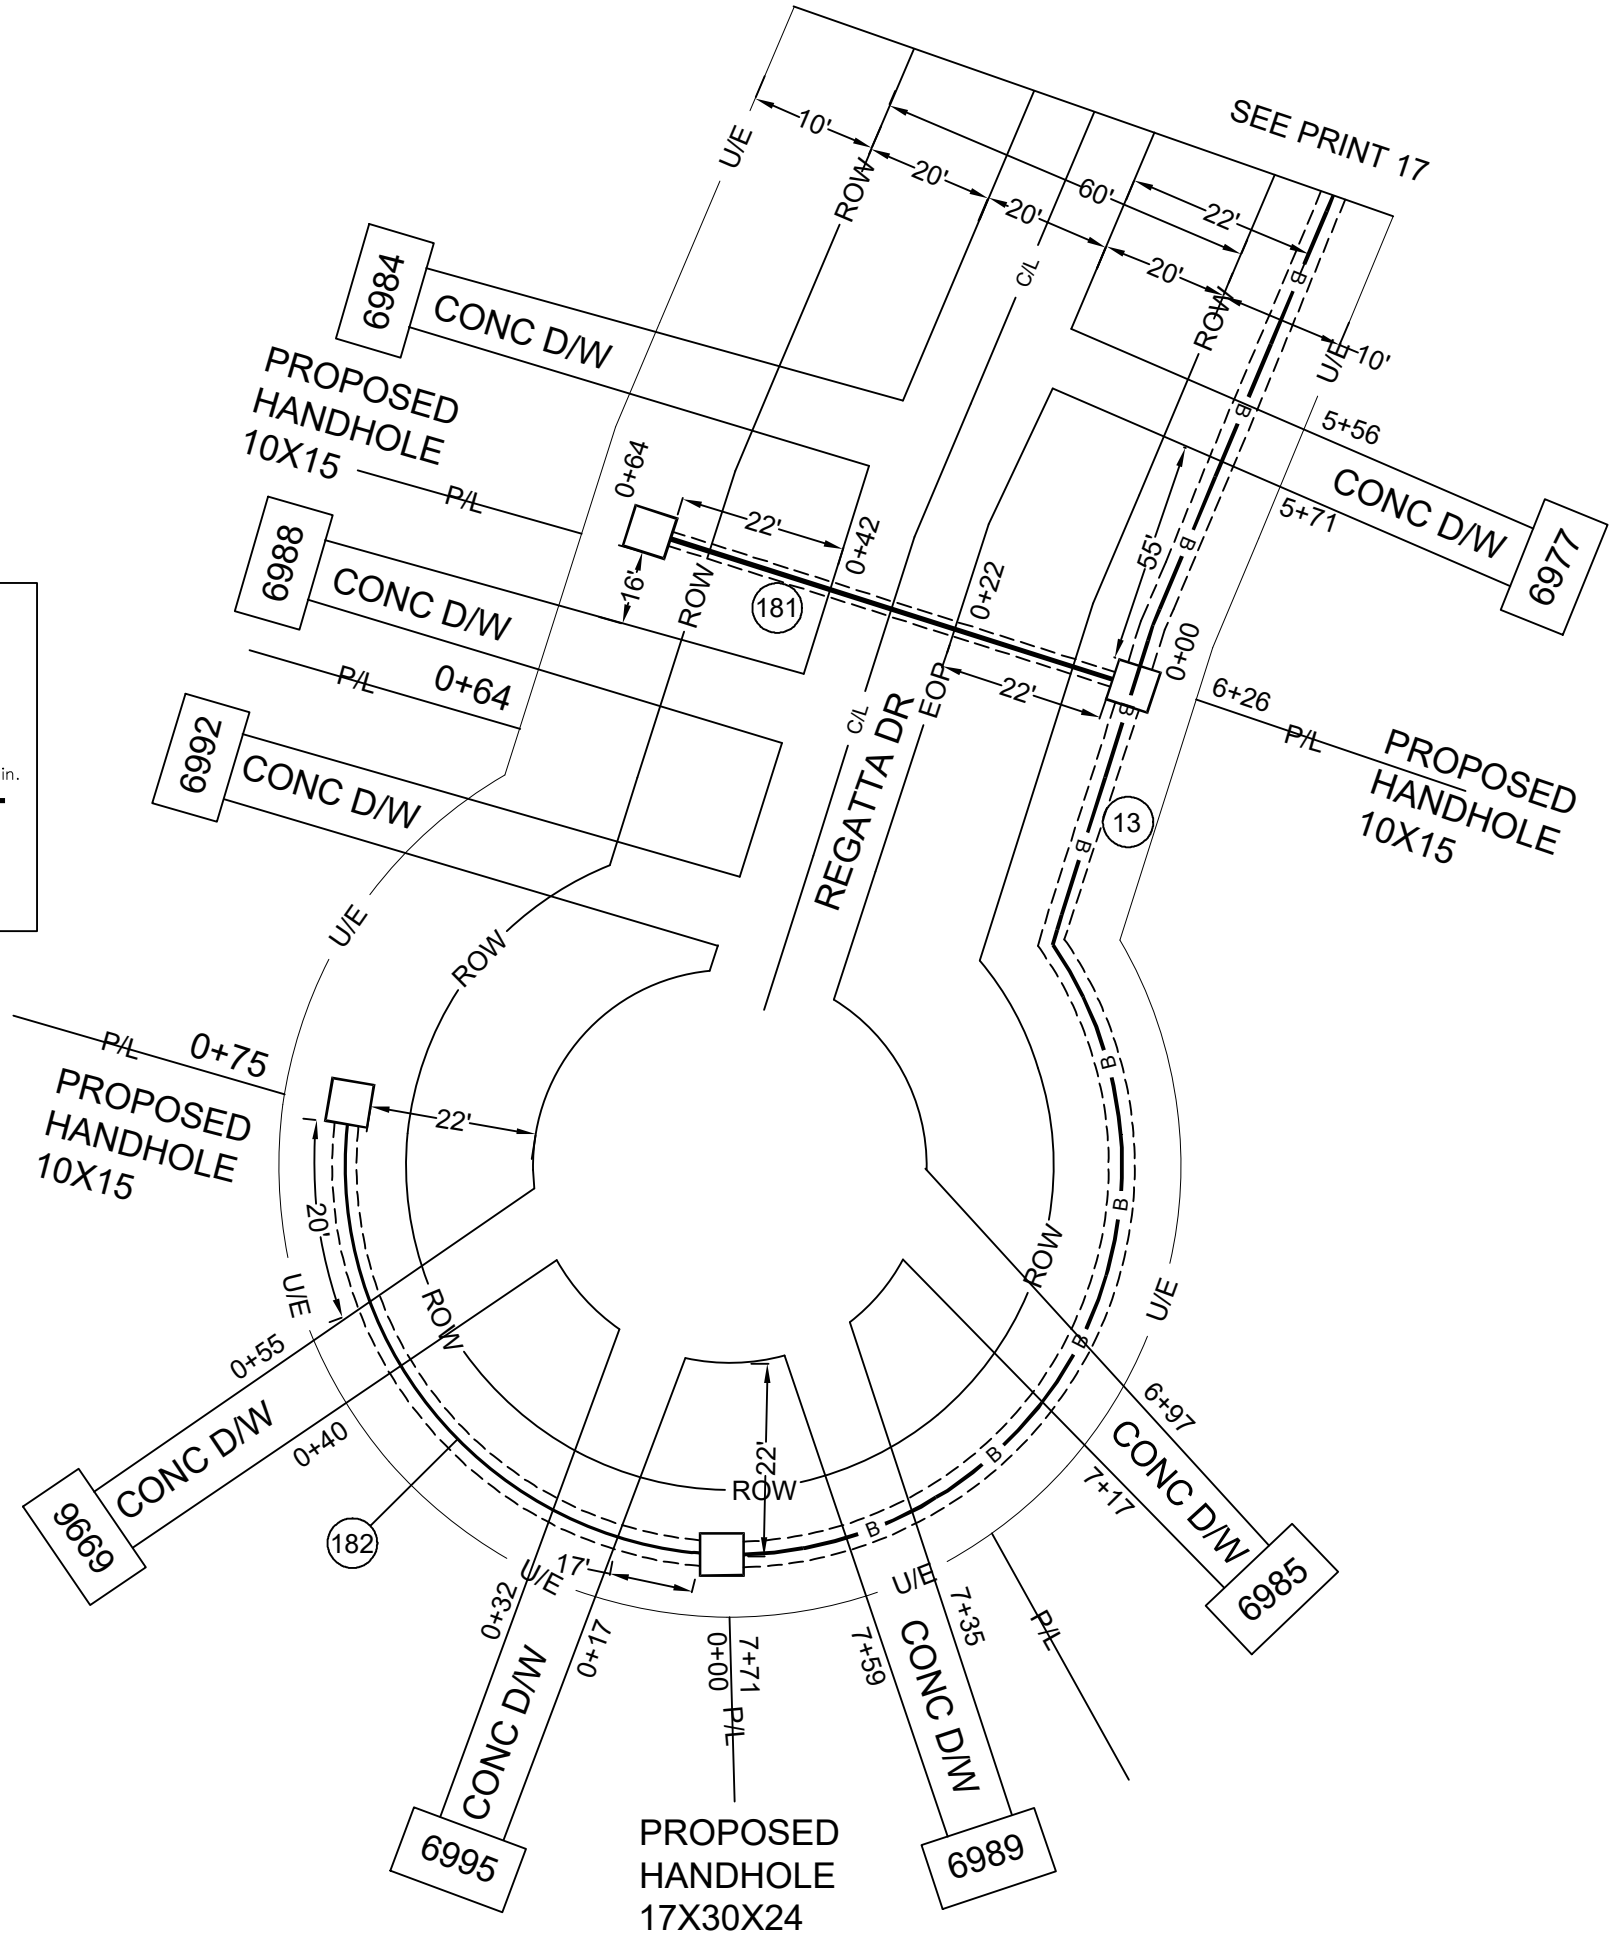 SEE PRINT 17
10'
20'
60'
20'
22'
20'
10'
U/E
ROW
C/L
ROW
U/E
6984
CONC D/W
PROPOSED
HANDHOLE
10X15
P/L
0+64
22'
0+42
16'
181
ROW
0+22
55'
5+56
5+71
CONC D/W
6977
6988
CONC D/W
P/L
0+64
6992
CONC D/W
C/L
REGATTA DR
EOP
22'
0+00
6+26
P/L
PROPOSED
HANDHOLE
10X15
13
B
B
B
B
B
B
B
B
B
B
B
in.
U/E
ROW
P/L
0+75
PROPOSED
HANDHOLE
10X15
22'
20'
U/E
ROW
ROW
U/E
0+55
CONC D/W
0+40
9669
182
ROW
22'
17'
U/E
U/E
0+32
0+17
CONC D/W
6995
0+00
7+71
P/L
PROPOSED
HANDHOLE
17X30X24
7+59
7+35
CONC D/W
6989
P/L
6+97
7+17
CONC D/W
6985